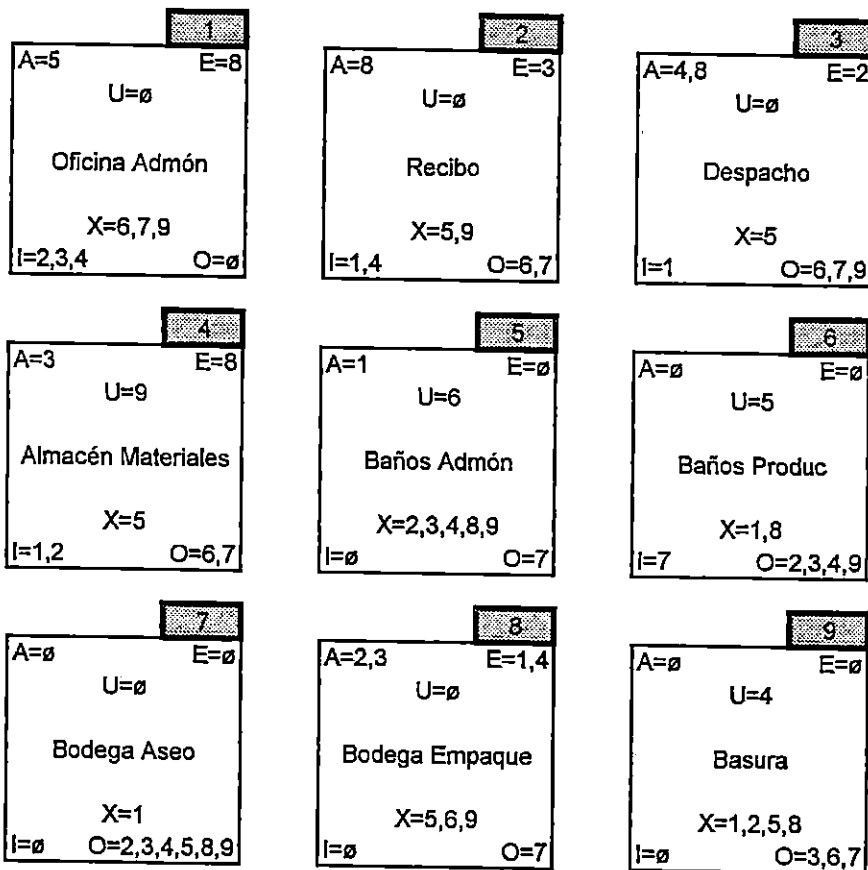 1
A=5 E=8
U=ø
Oficina Admón
X=6,7,9
I=2,3,4 O=ø
2
A=8 E=3
U=ø
Recibo
X=5,9
I=1,4 O=6,7
3
A=4,8 E=2
U=ø
Despacho
X=5
I=1 O=6,7,9
4
A=3 E=8
U=9
Almacén Materiales
X=5
I=1,2 O=6,7
5
A=1 E=ø
U=6
Baños Admón
X=2,3,4,8,9
I=ø O=7
6
A=ø E=ø
U=5
Baños Produc
X=1,8
I=7 O=2,3,4,9
7
A=ø E=ø
U=ø
Bodega Aseo
X=1
I=ø O=2,3,4,5,8,9
8
A=2,3 E=1,4
U=ø
Bodega Empaque
X=5,6,9
I=ø O=7
9
A=ø E=ø
U=4
Basura
X=1,2,5,8
I=ø O=3,6,7